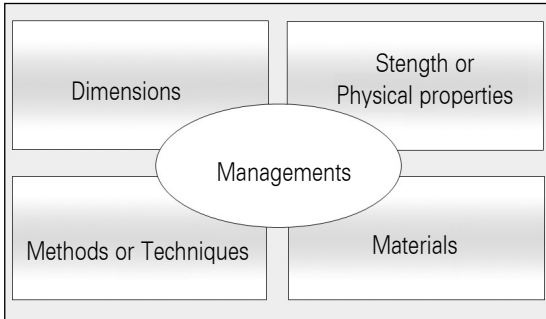 Dimensions
Stength or
Physical properties
Managements
Methods or Techniques
Materials